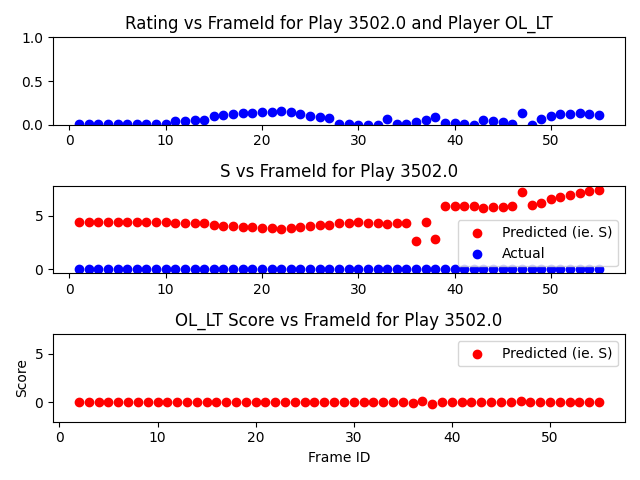 Rating vs FrameId for Play 3502.0 and Player OL_LT
1.0
0.5
0.0
0 10 20 30 40 50
S vs FrameId for Play 3502.0
5
0
Predicted (ie. S)
Actual
0 10 20 30 40 50
OL_LT Score vs FrameId for Play 3502.0
Score
5
0
Predicted (ie. S)
0 10 20 30 40 50
Frame ID